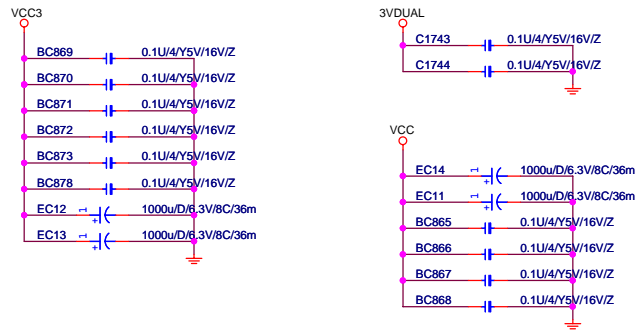 VCC3
BC869 0.1U/4/Y5V/16V/Z
BC870 0.1U/4/Y5V/16V/Z
BC871 0.1U/4/Y5V/16V/Z
BC872 0.1U/4/Y5V/16V/Z
BC873 0.1U/4/Y5V/16V/Z
BC878 0.1U/4/Y5V/16V/Z
EC12 1 + 1000u/D/6.3V/8C/36m
EC13 1 + 1000u/D/6.3V/8C/36m
3VDUAL
C1743 0.1U/4/Y5V/16V/Z
C1744 0.1U/4/Y5V/16V/Z
VCC
EC14 1 + 1000u/D/6.3V/8C/36m
EC11 1 + 1000u/D/6.3V/8C/36m
BC865 0.1U/4/Y5V/16V/Z
BC866 0.1U/4/Y5V/16V/Z
BC867 0.1U/4/Y5V/16V/Z
BC868 0.1U/4/Y5V/16V/Z